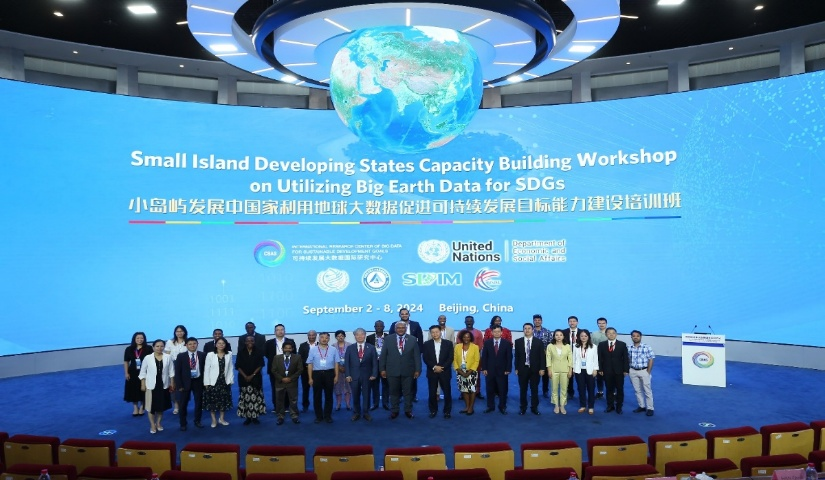 Small Island Developing States Capacity Building Workshop
on Utilizing Big Earth Data for SDGs
小岛屿发展中国家利用地球大数据促进可持续发展目标能力建设培训班
CBAS
INTERNATIONAL RESEARCH CENTER OF BIG DATA
FOR SUSTAINABLE DEVELOPMENT GOALS
可持续发展大数据国际研究中心
United
Nations
Department of
Economic and
Social Affairs
September 2 - 8, 2024 Beijing, China
CBAS